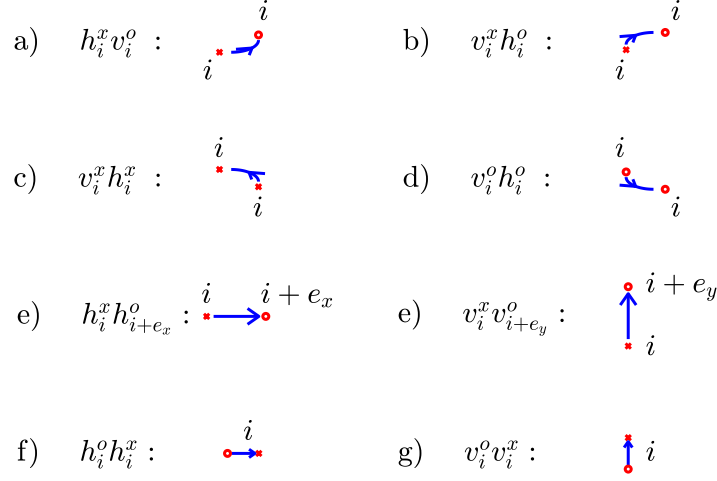 a) $h_i^x v_i^o$ : i i
b) $v_i^x h_i^o$ : i i
c) $v_i^x h_i^x$ : i i
d) $v_i^o h_i^o$ : i i
e) $h_i^x h_{i+e_x}^o$ : i $i + e_x$
e) $v_i^x v_{i+e_y}^o$ : $i + e_y$ i
f) $h_i^o h_i^x$ : i
g) $v_i^o v_i^x$ : i